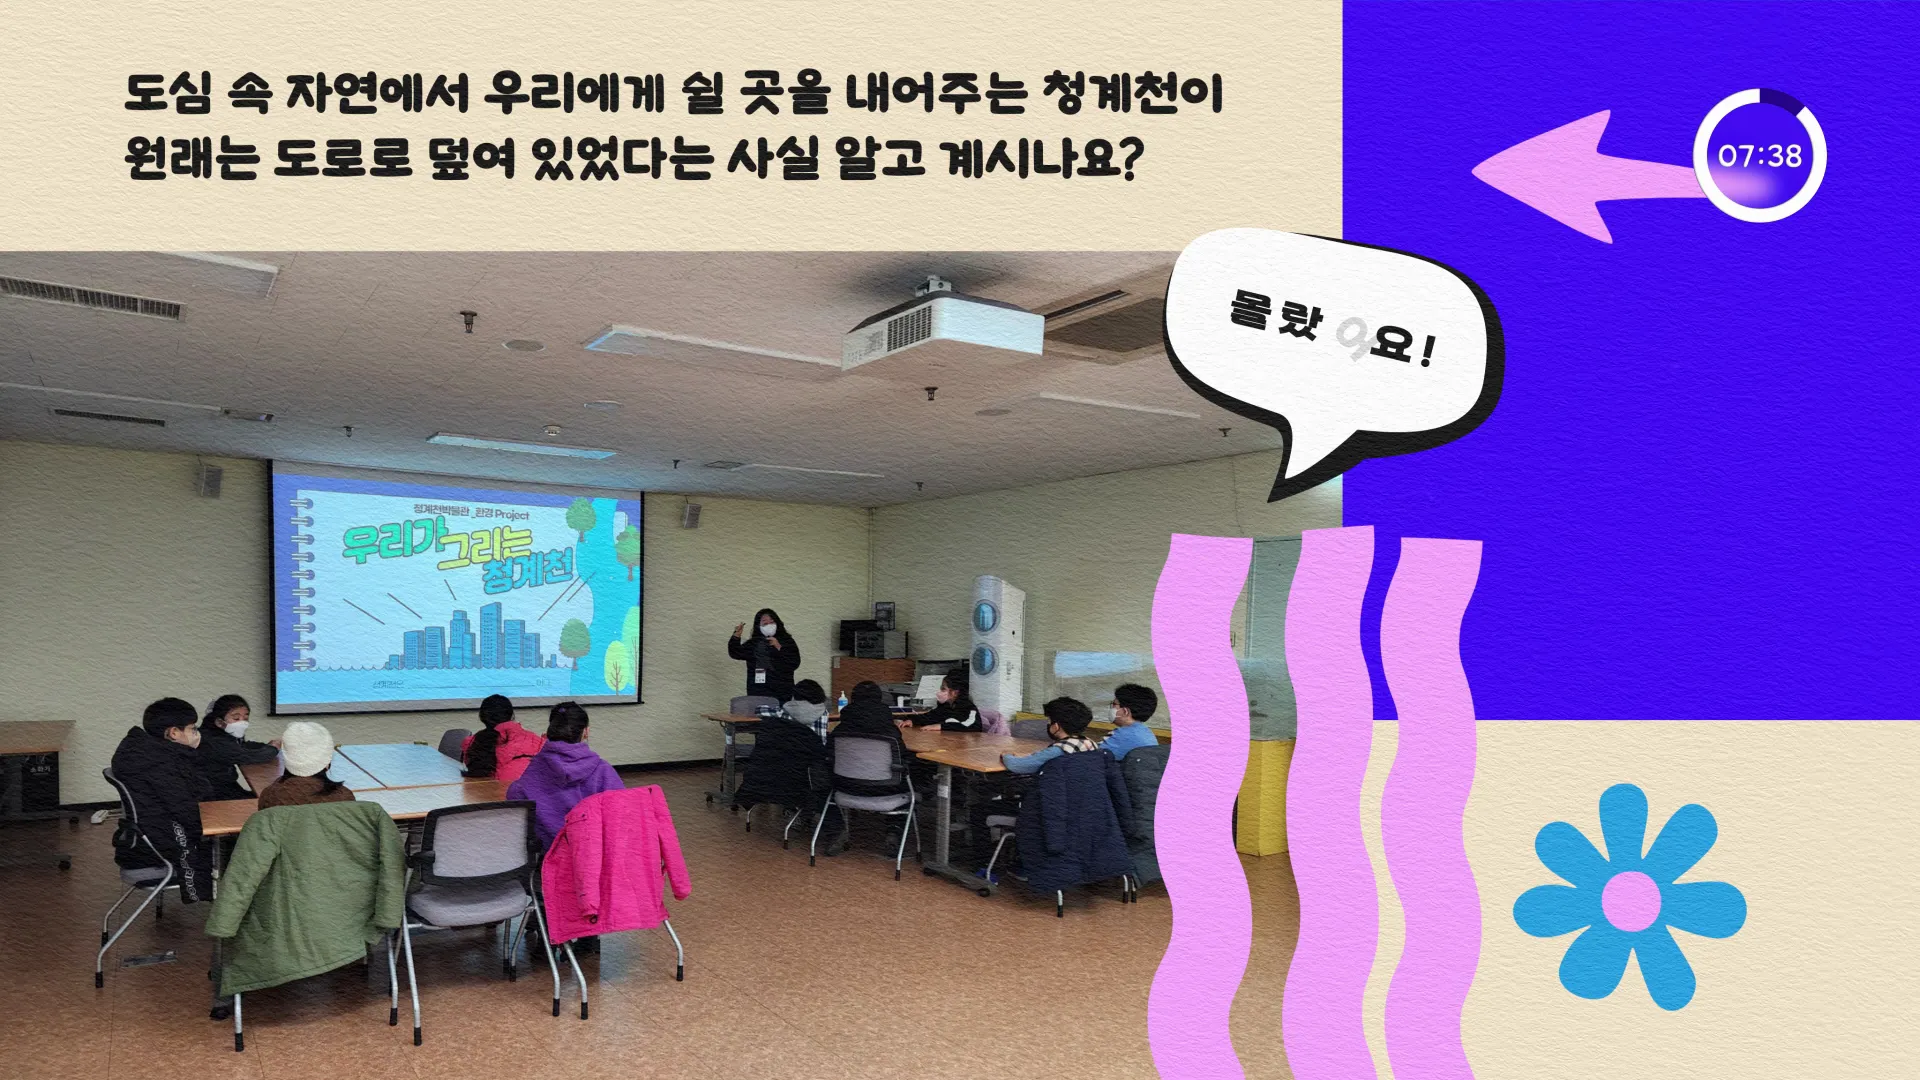 도심 속 자연에서 우리에게 쉴 곳을 내어주는 청계천이
원래는 도로로 덮여 있었다는 사실 알고 계시나요?
07:38
몰랐어요!
청계천박물관_환경 Project
우리가 그리는
청계천